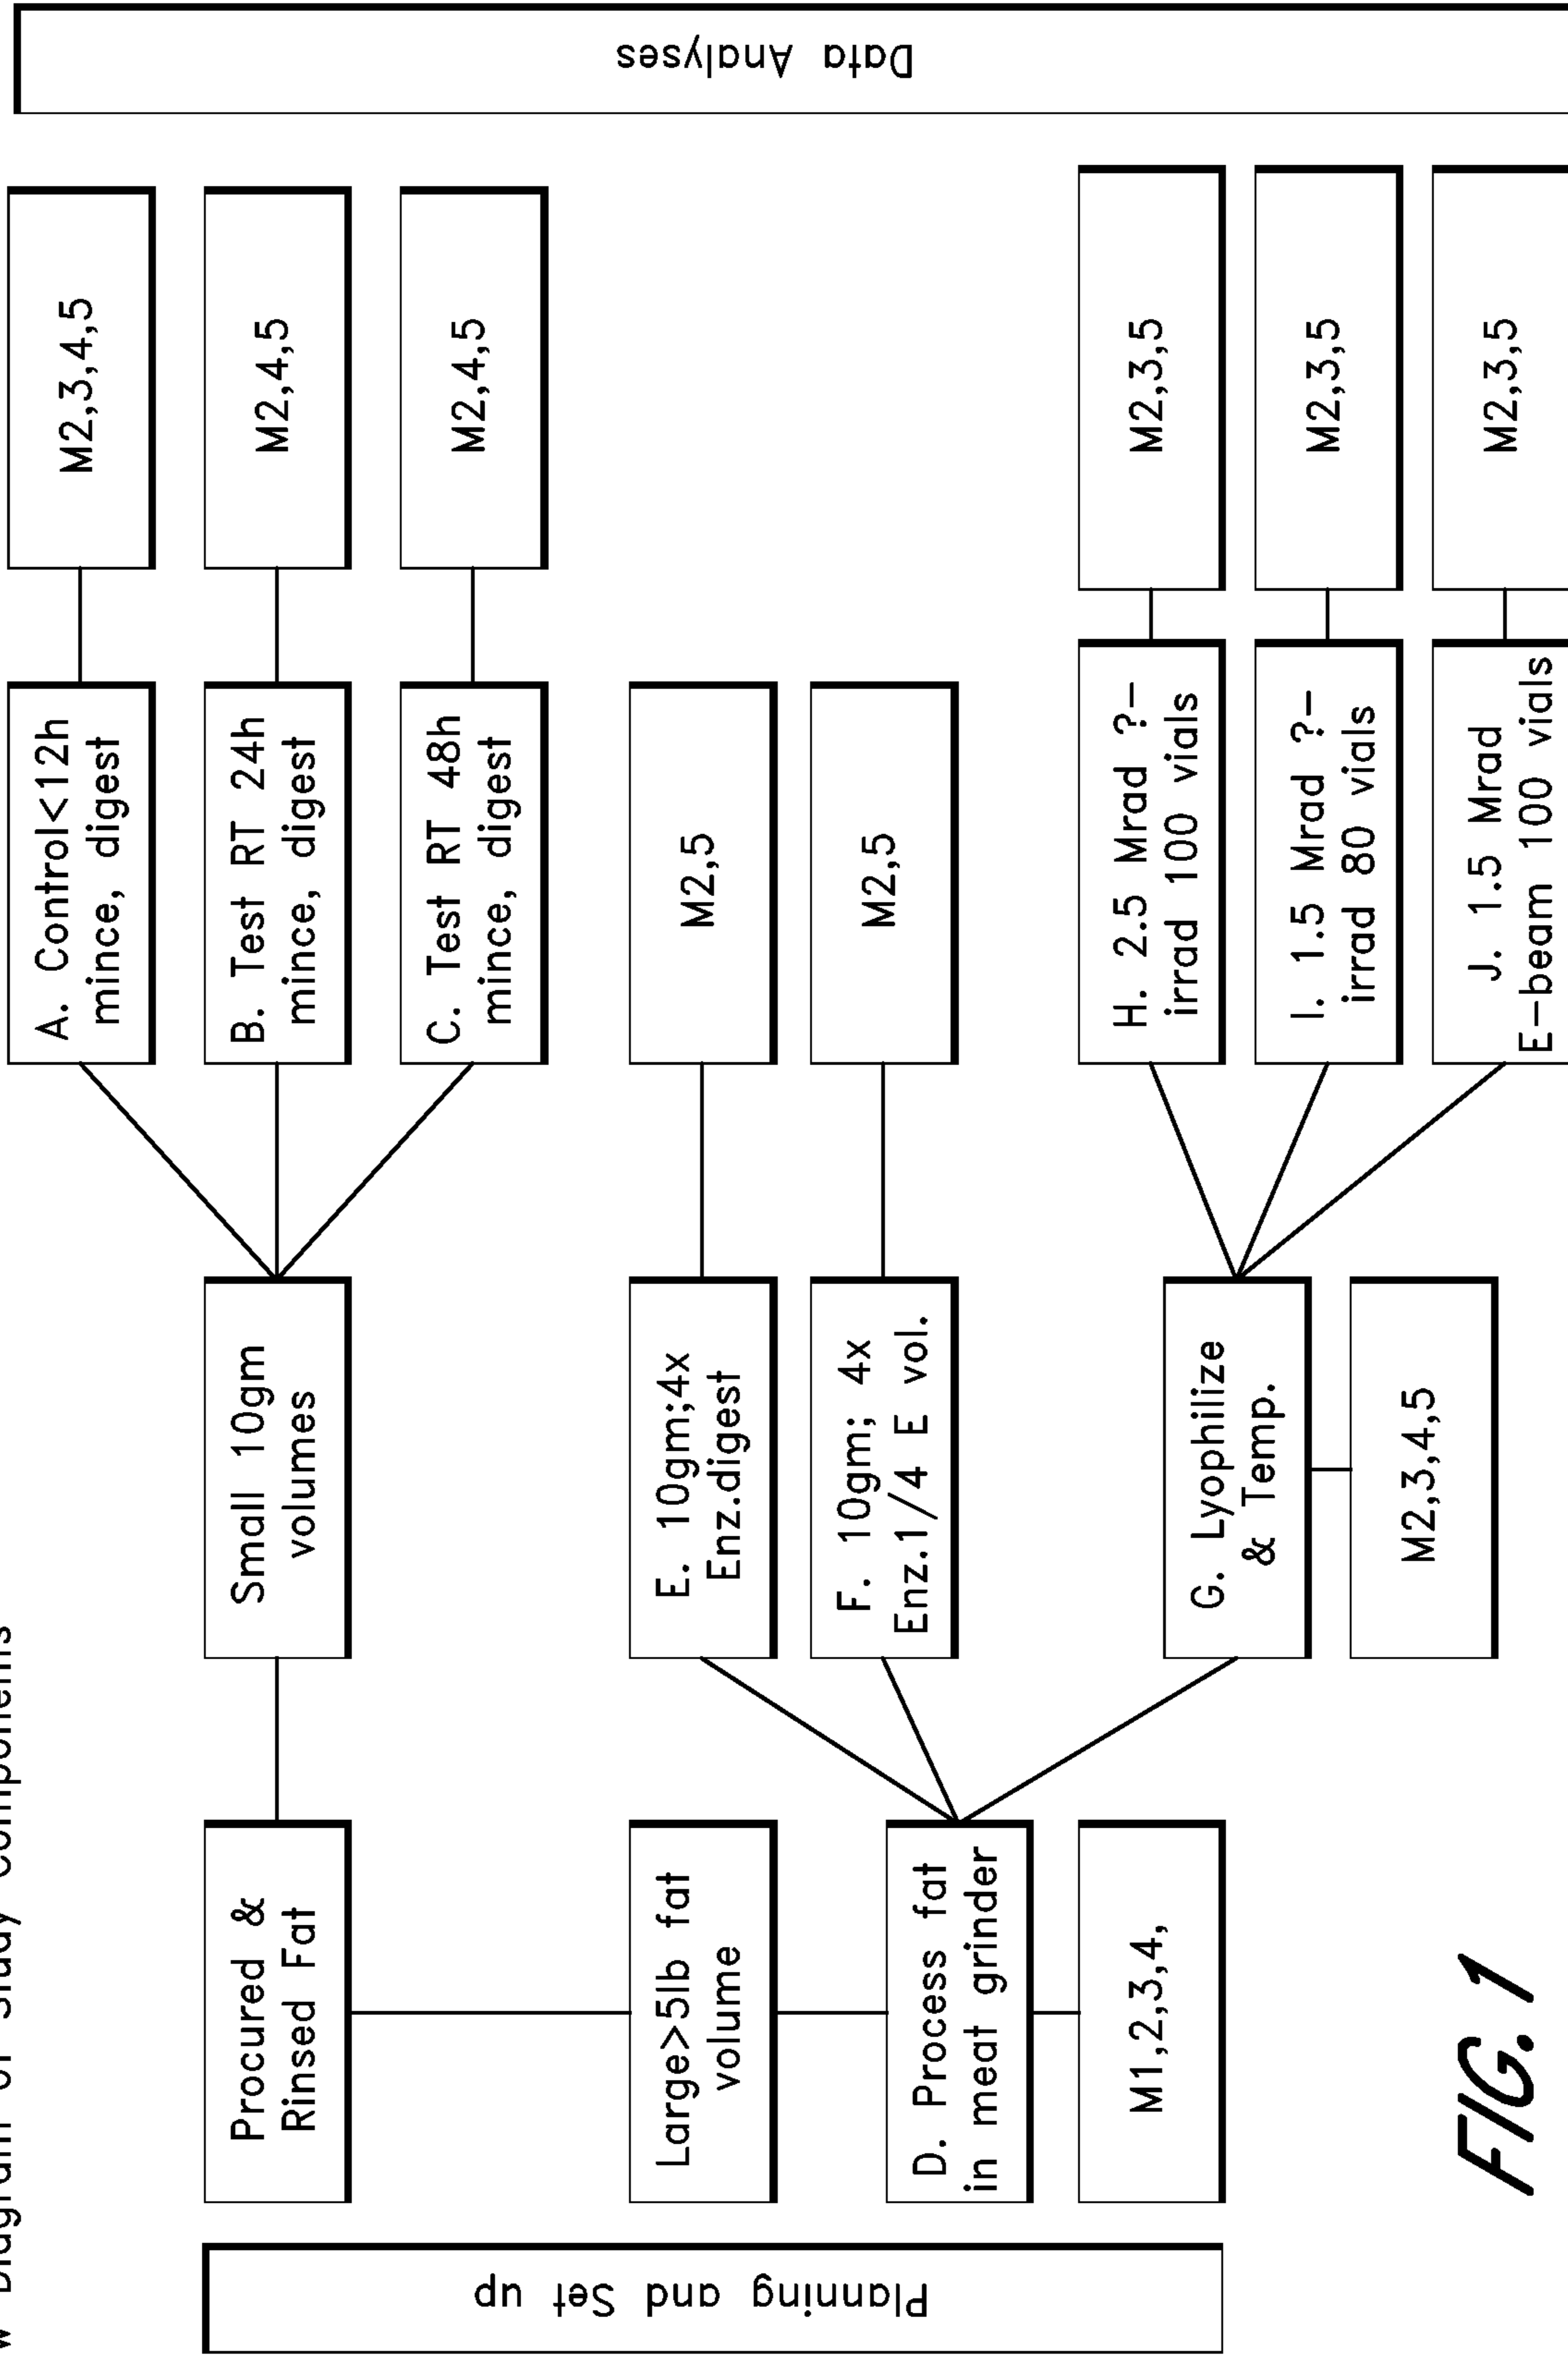 w Diagram of Study Components
Planning and Set up
Procured &
Rinsed Fat
Small 10gm
volumes
A. Control<12h
mince, digest
M2,3,4,5
B. Test RT 24h
mince, digest
M2,4,5
C. Test RT 48h
mince, digest
M2,4,5
Large>5lb fat
volume
D. Process fat
in meat grinder
M1,2,3,4,
E. 10gm;4x
Enz.digest
M2,5
F. 10gm; 4x
Enz.1/4 E vol.
M2,5
G. Lyophilize
& Temp.
M2,3,4,5
H. 2.5 Mrad ?-
irrad 100 vials
M2,3,5
I. 1.5 Mrad ?-
irrad 80 vials
M2,3,5
J. 1.5 Mrad
E-beam 100 vials
M2,3,5
Data Analyses
FIG. 1